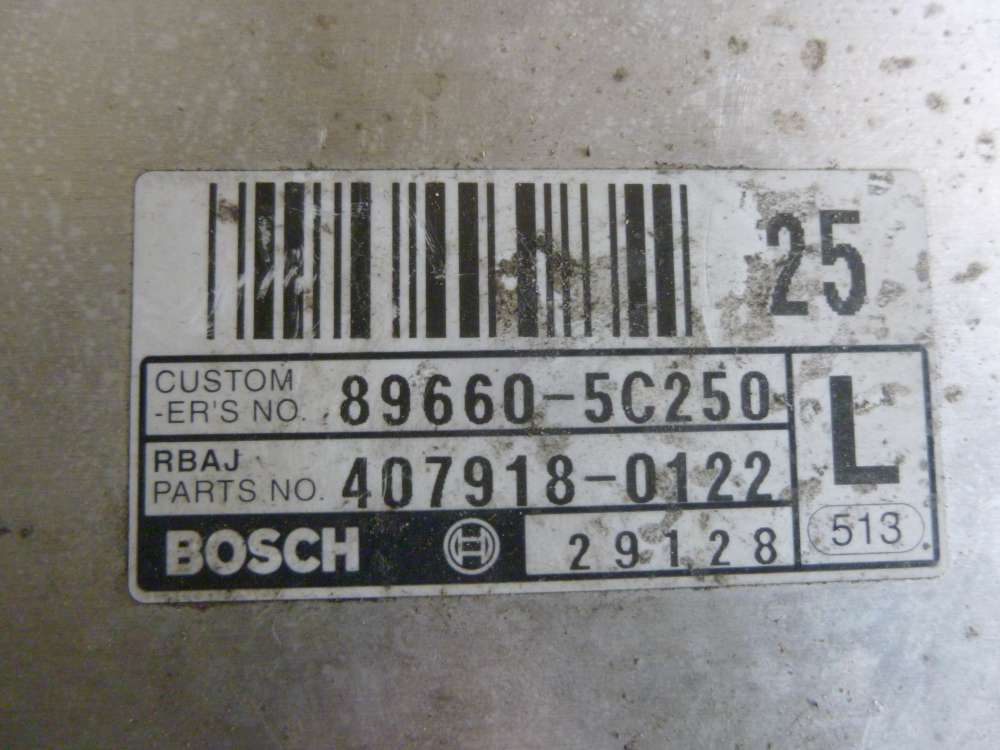 25
CUSTOM
-ER'S NO. 89660-5C250
L
RBAJ
PARTS NO. 407918-0122
BOSCH 29128 513